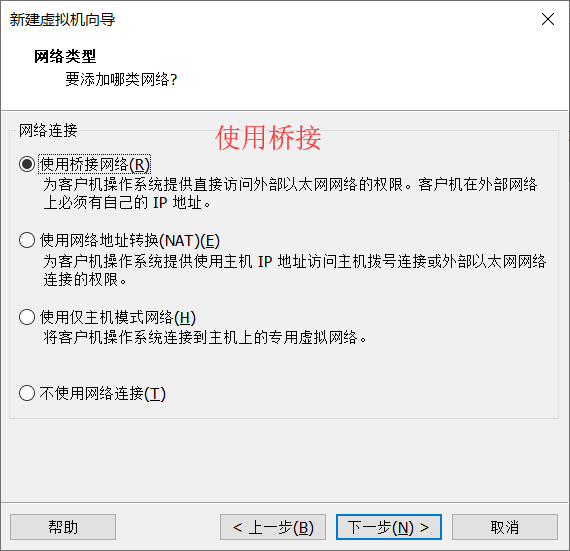 新建虚拟机向导
网络类型
要添加哪类网络?
网络连接
使用桥接
使用桥接网络(R)
为客户机操作系统提供直接访问外部以太网网络的权限。客户机在外部网络
上必须有自己的 IP 地址。
使用网络地址转换(NAT)(E)
为客户机操作系统提供使用主机 IP 地址访问主机拨号连接或外部以太网网络
连接的权限。
使用仅主机模式网络(H)
将客户机操作系统连接到主机上的专用虚拟网络。
不使用网络连接(T)
帮助
< 上一步(B)
下一步(N) >
取消